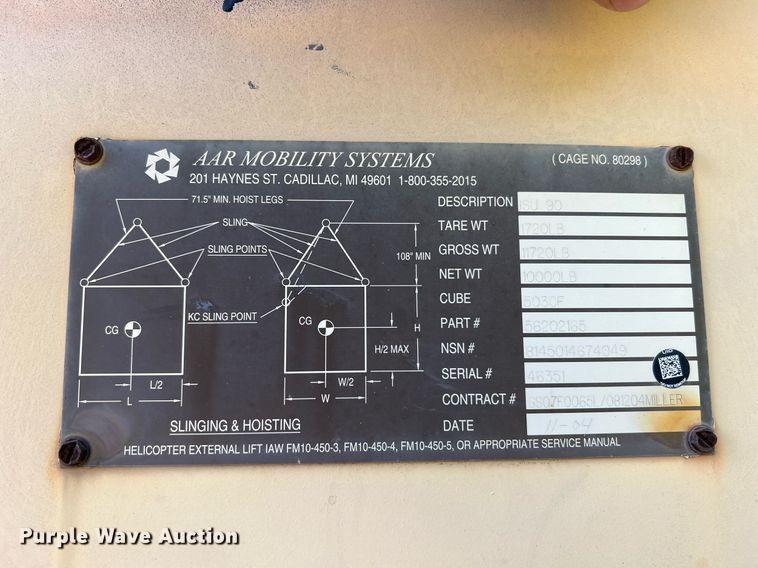 AAR MOBILITY SYSTEMS
( CAGE NO. 80298 )
201 HAYNES ST. CADILLAC, MI 49601 1-800-355-2015
71.5" MIN. HOIST LEGS
SLING
SLING POINTS
108" MIN
KC SLING POINT
CG
CG
H
H/2 MAX
L/2
W/2
L
W
SLINGING & HOISTING
DESCRIPTION ISU 90
TARE WT 1720LB
GROSS WT 11720LB
NET WT 10000LB
CUBE
PART # 56202165
NSN # 8145014674049
SERIAL # 46351
CONTRACT # GS07F0065L/081204MILLER
DATE 11-04
HELICOPTER EXTERNAL LIFT IAW FM10-450-3, FM10-450-4, FM10-450-5, OR APPROPRIATE SERVICE MANUAL
Purple Wave Auction